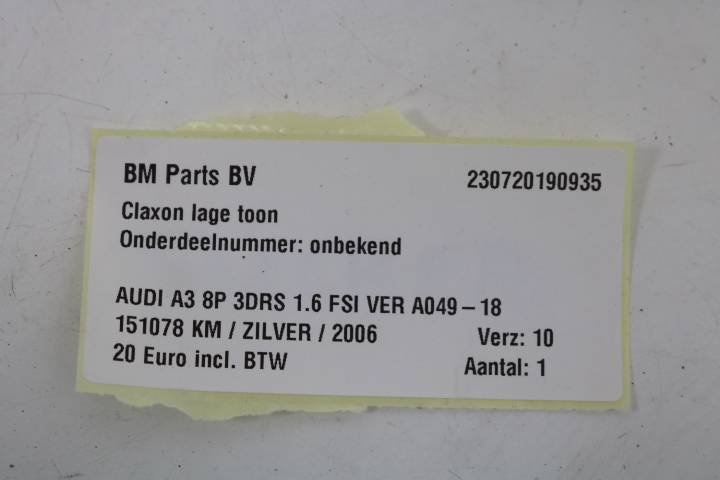 BM Parts BV 230720190935
Claxon lage toon
Onderdeelnummer: onbekend
AUDI A3 8P 3DRS 1.6 FSI VER A049-18
151078 KM / ZILVER / 2006 Verz: 10
20 Euro incl. BTW Aantal: 1